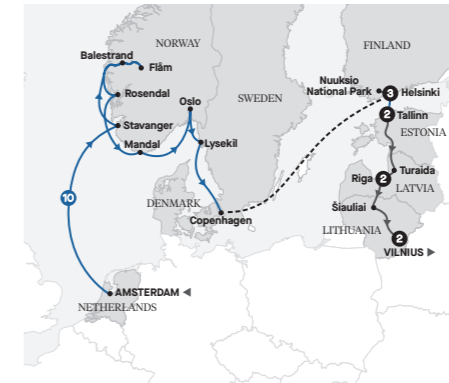 NORWAY
FINLAND
Balestrand
Flåm
Nuuksio
National Park
3
Helsinki
Rosendal
Oslo
SWEDEN
2
Tallinn
Stavanger
ESTONIA
Mandal
Lysekil
Turaida
Riga
2
LATVIA
10
DENMARK
Šiauliai
Copenhagen
LITHUANIA
2
VILNIUS ▶
AMSTERDAM ◀
NETHERLANDS